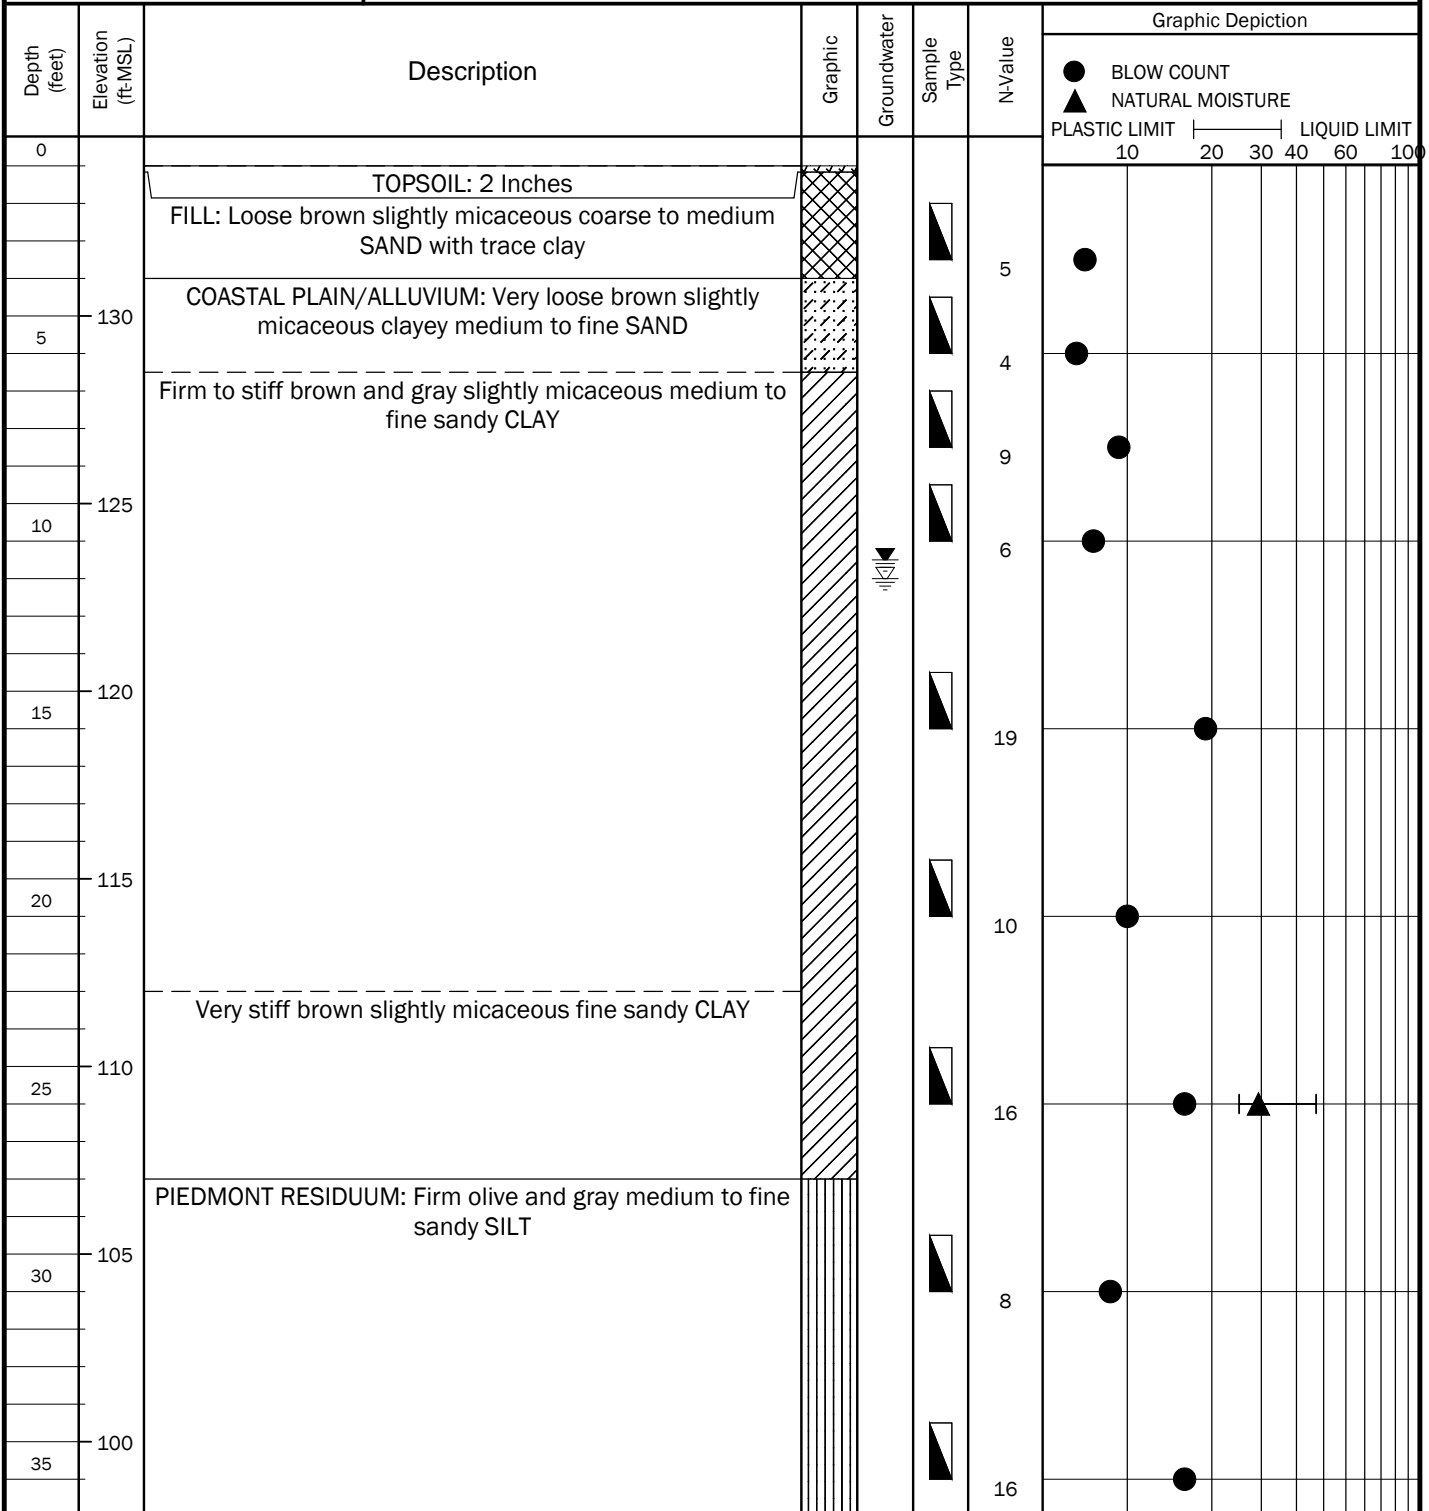 Depth
(feet)
Elevation
(ft-MSL)
Description
Graphic
Groundwater
Sample
Type
N-Value
Graphic Depiction
BLOW COUNT
NATURAL MOISTURE
PLASTIC LIMIT LIQUID LIMIT
10 20 30 40 60 100
0
TOPSOIL: 2 Inches
FILL: Loose brown slightly micaceous coarse to medium
SAND with trace clay
5
COASTAL PLAIN/ALLUVIUM: Very loose brown slightly
130
micaceous clayey medium to fine SAND
5
4
Firm to stiff brown and gray slightly micaceous medium to
fine sandy CLAY
9
125
10
6
120
15
19
115
20
10
Very stiff brown slightly micaceous fine sandy CLAY
110
25
16
PIEDMONT RESIDUUM: Firm olive and gray medium to fine
sandy SILT
105
30
8
100
35
16